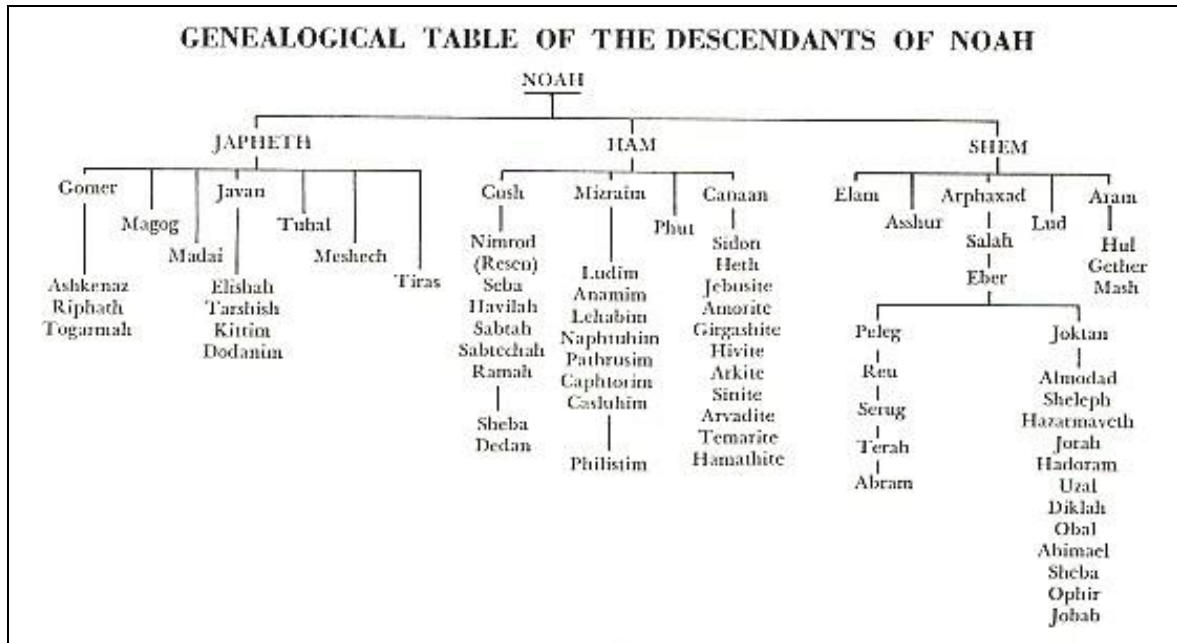 GENEALOGICAL TABLE OF THE DESCENDANTS OF NOAH
NOAH
JAPHETH
HAM
SHEM
Gomer
Ashkenaz
Riphath
Togarmah
Magog
Madai
Javan
Elishah
Tarshish
Kittim
Dodanim
Tubal
Meshech
Tiras
Cush
Nimrod
(Resen)
Seba
Havilah
Sabtah
Sabtechah
Ramah
Sheba
Dedan
Mizraim
Ludim
Anamim
Lehabim
Naphtuhim
Pathrusim
Caphtorim
Casluhim
Philistim
Phut
Canaan
Sidon
Heth
Jebusite
Amorite
Girgashite
Hivite
Arkite
Sinite
Arvadite
Temarite
Hamathite
Elam
Asshur
Arphaxad
Salah
Eber
Peleg
Reu
Serug
Terah
Abram
Joktan
Almodad
Sheleph
Hazarmaveth
Jorah
Hadoram
Uzal
Diklah
Obal
Abimael
Sheba
Ophir
Jobab
Lud
Aram
Hul
Gether
Mash